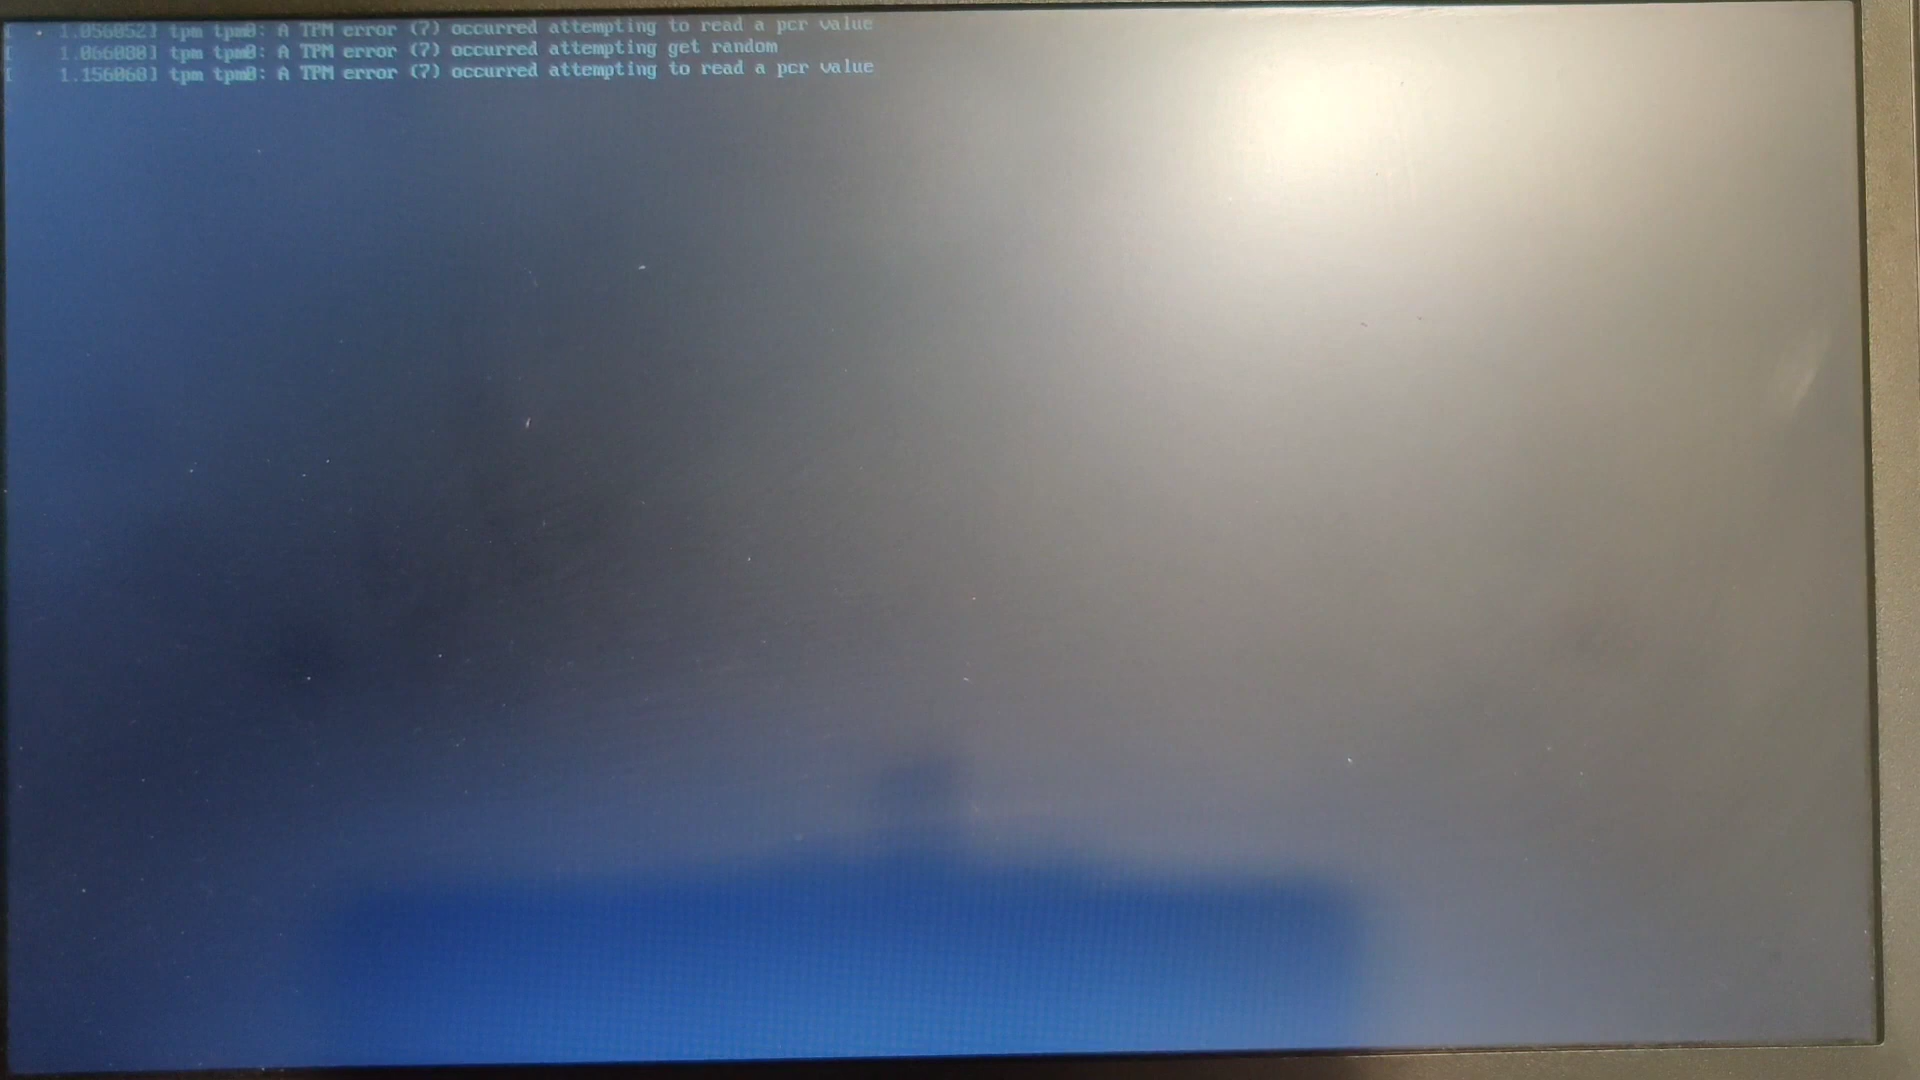 [    1.056052] tpm tpm0: A TPM error (7) occurred attempting to read a pcr value
[    1.066080] tpm tpm0: A TPM error (7) occurred attempting get random
[    1.156068] tpm tpm0: A TPM error (7) occurred attempting to read a pcr value